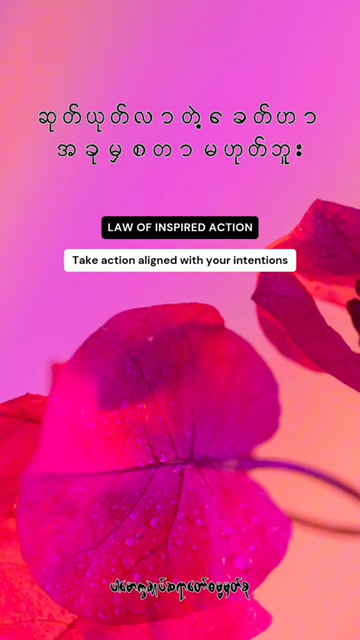 ဆုတ်ယုတ်လာတဲ့ခေတ်ဟာ
အခုမှစတာမဟုတ်ဘူး
LAW OF INSPIRED ACTION
Take action aligned with your intentions